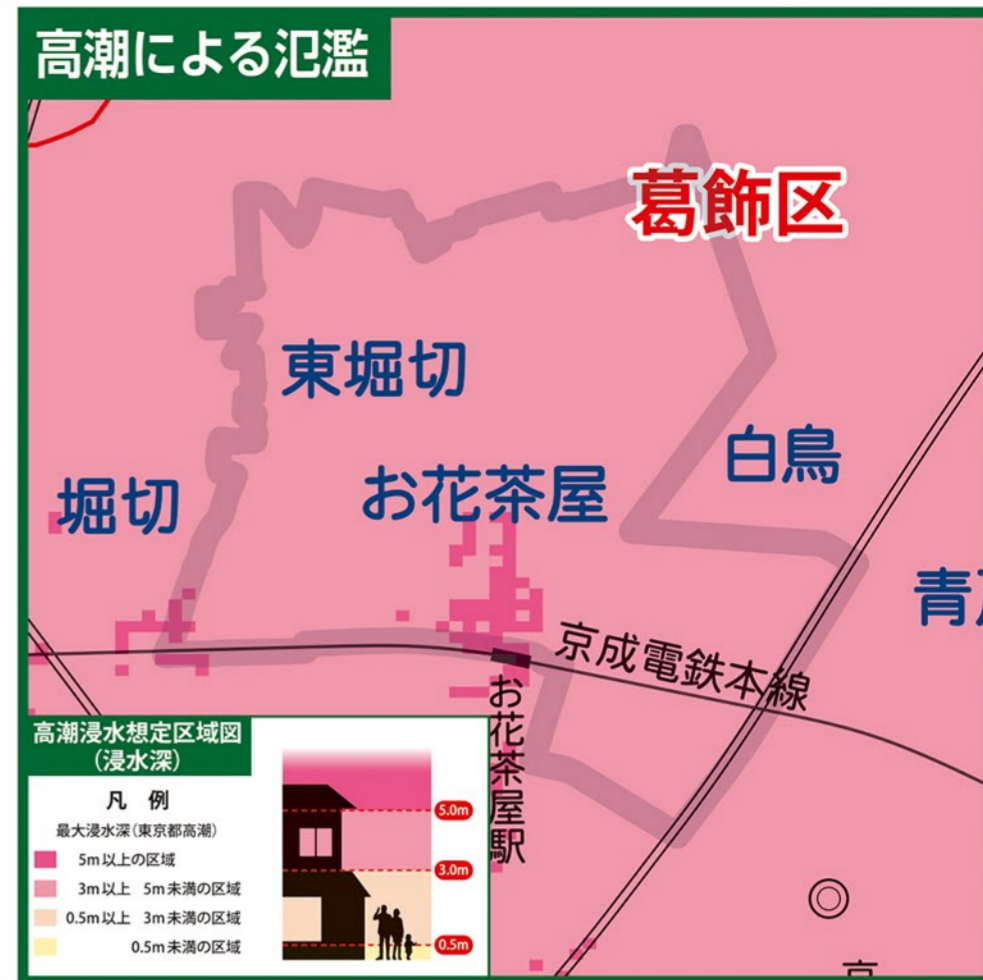 高潮による氾濫
葛飾区
東堀切
白鳥
お花茶屋
堀切
京成電鉄本線
お花茶屋駅
高潮浸水想定区域図
(浸水深)
凡 例
最大浸水深(東京都高潮)
5m以上の区域
3m以上 5m未満の区域
0.5m以上 3m未満の区域
0.5m未満の区域
5.0m
3.0m
0.5m
青